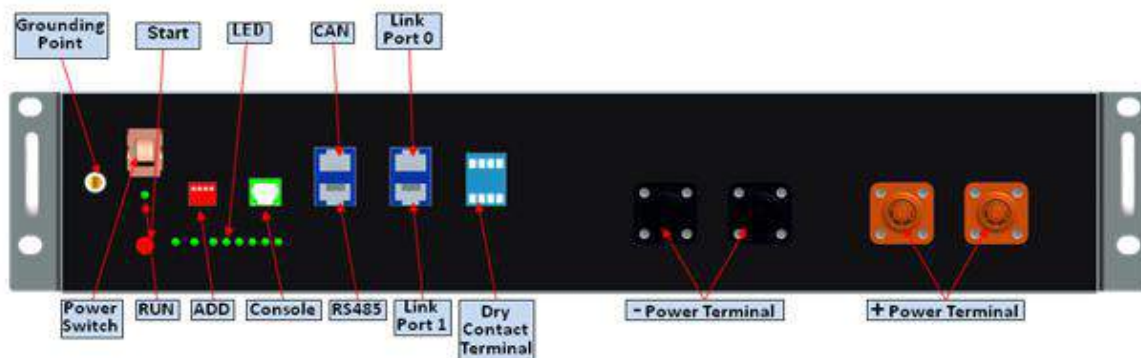 Grounding
Point
Start
LED
CAN
Link
Port 0
Power
Switch
RUN
ADD
Console
RS485
Link
Port 1
Dry
Contact
Terminal
- Power Terminal
+ Power Terminal